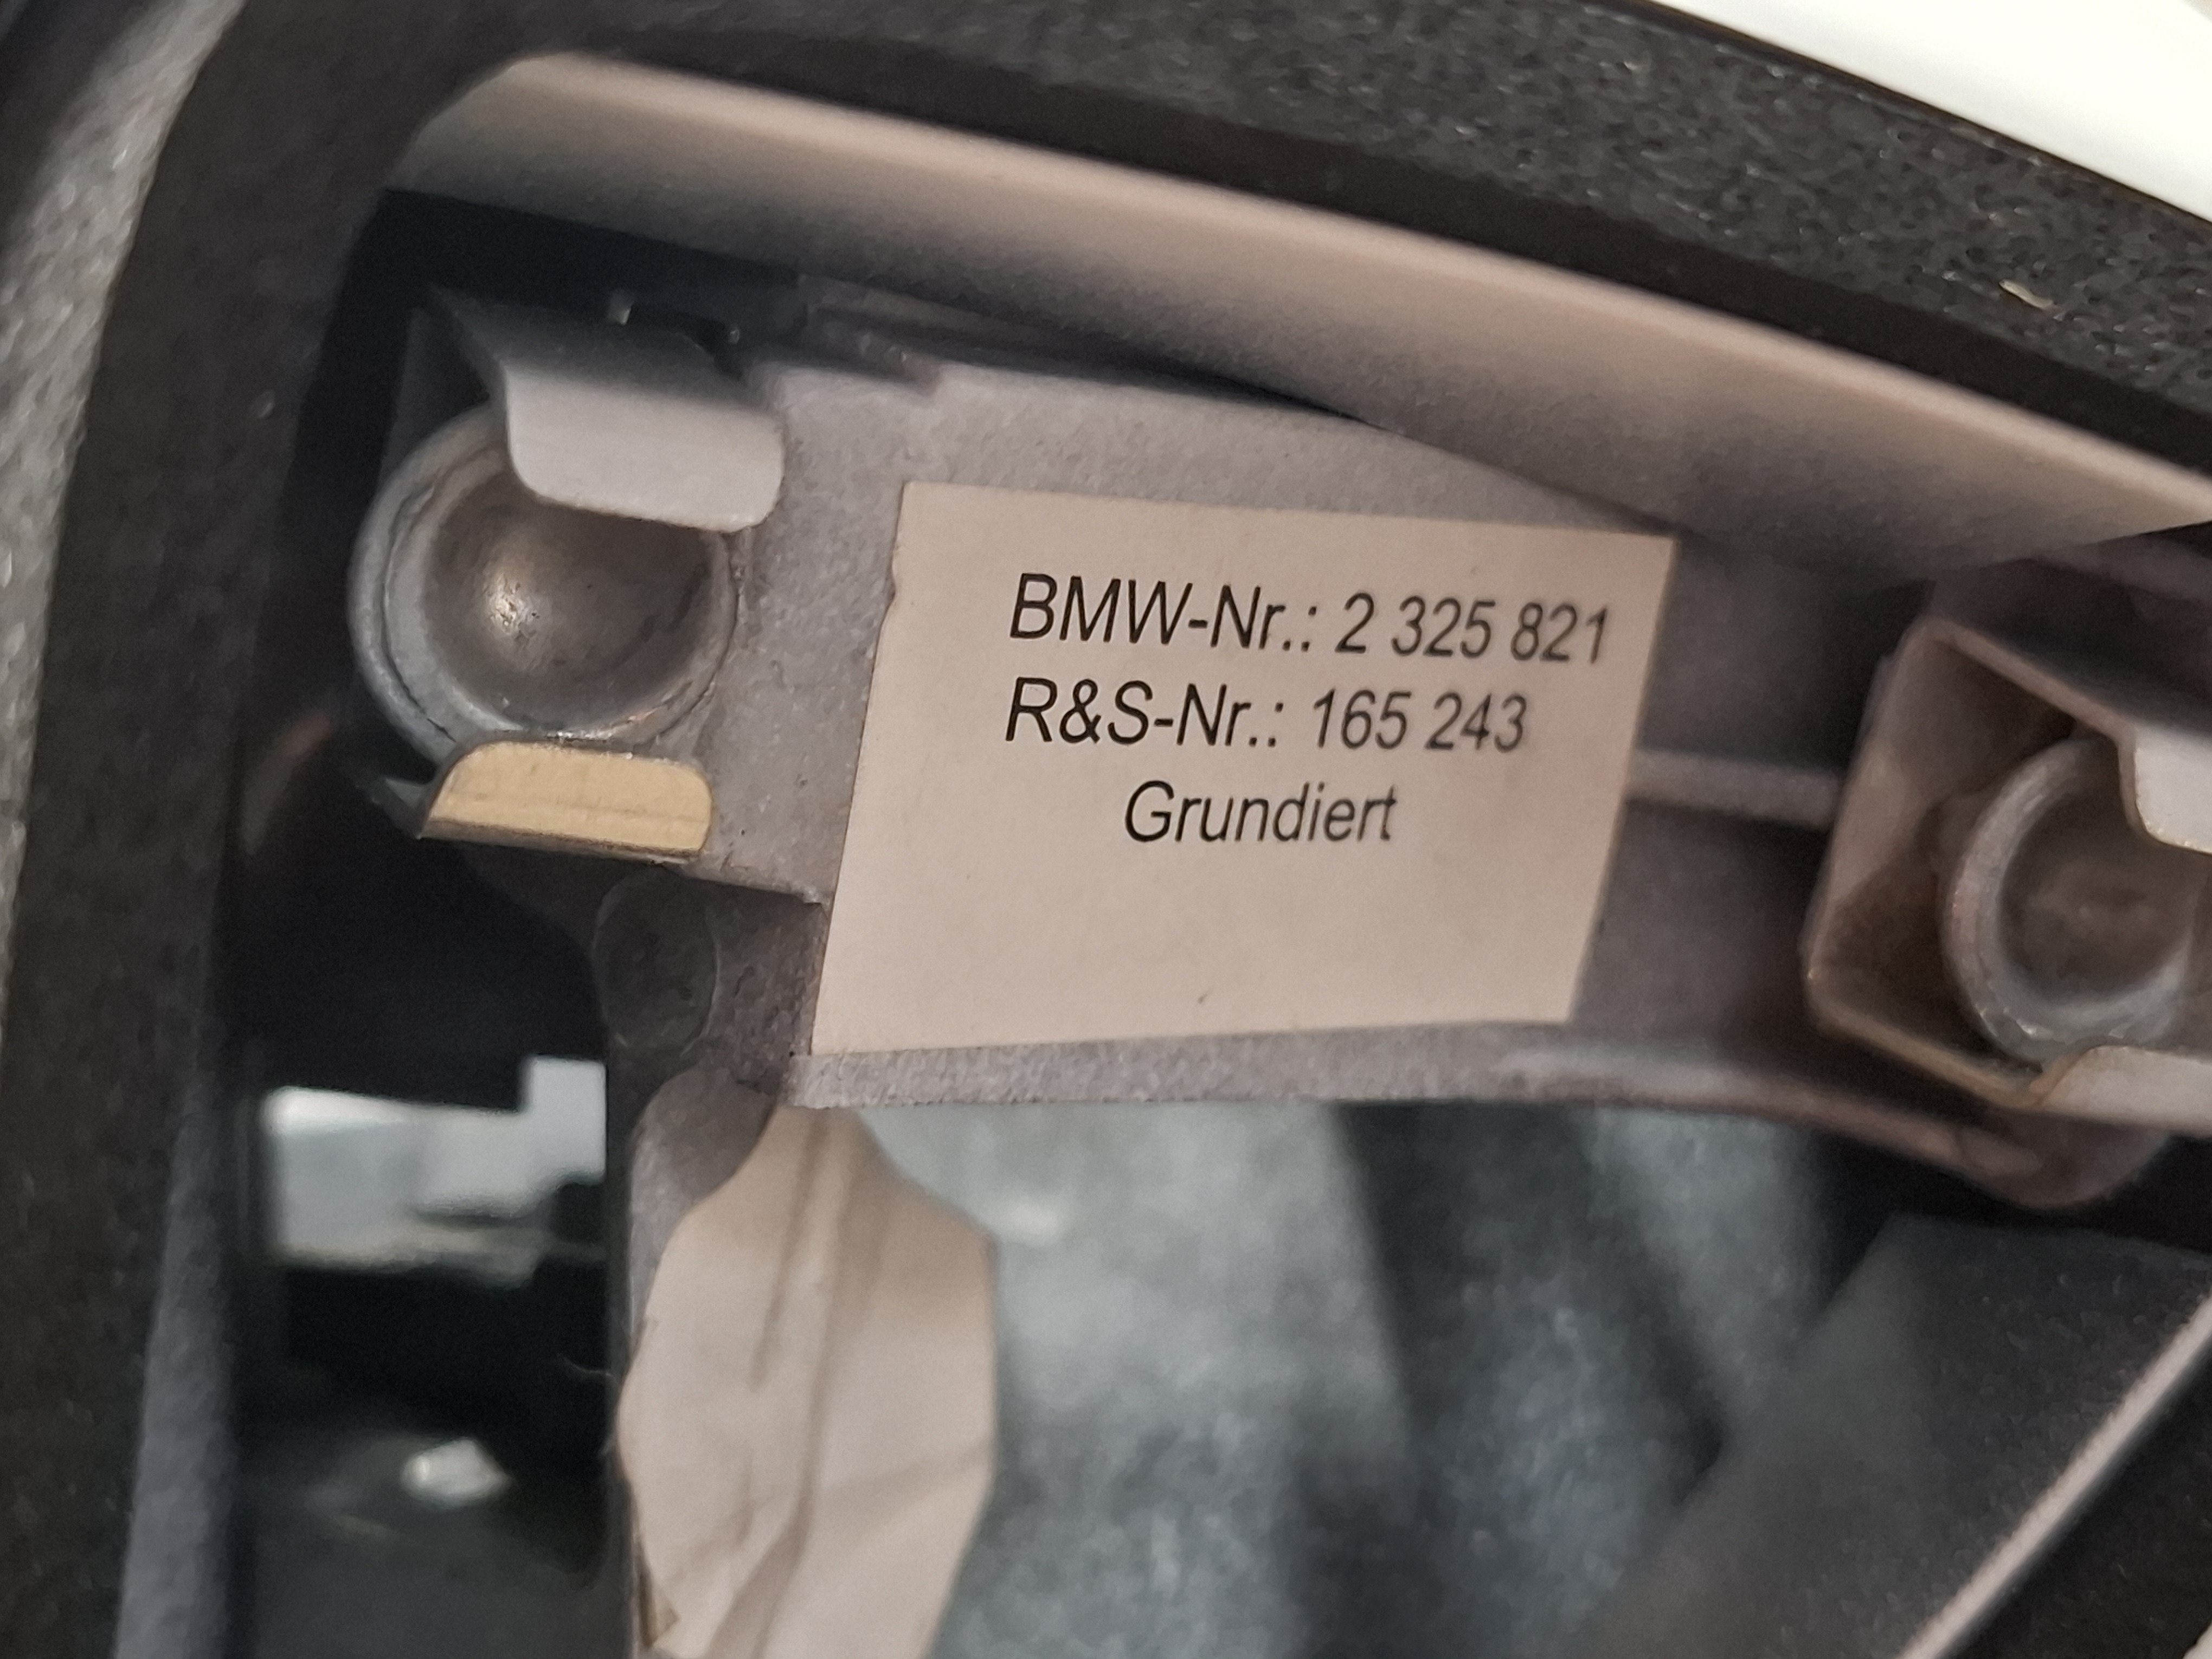 BMW-Nr.: 2 325 821
R&S-Nr.: 165 243
Grundiert